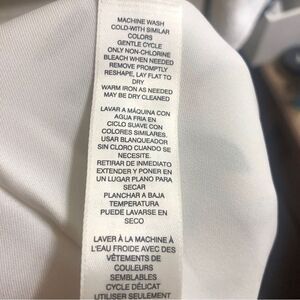 MACHINE WASH
COLD-WITH SIMILAR
COLORS
GENTLE CYCLE
ONLY NON-CHLORINE
BLEACH WHEN NEEDED
REMOVE PROMPTLY
RESHAPE, LAY FLAT TO
DRY
WARM IRON AS NEEDED
MAY BE DRY CLEANED
LAVAR A MÁQUINA CON
AGUA FRIA EN
CICLO SUAVE CON
COLORES SIMILARES.
USAR BLANQUEADOR
SIN CLORO CUANDO SE
NECESITE.
RETIRAR DE INMEDIATO
EXTENDER Y PONER EN
UN LUGAR PLANO PARA
SECAR
PLANCHAR A BAJA
TEMPERATURA
PUEDE LAVARSE EN
SECO
LAVER À LA MACHINE À
L'EAU FROIDE AVEC DES
VÊTEMENTS DE
COULEURS
SEMBLABLES
CYCLE DÉLICAT
UTILISER SEULEMENT